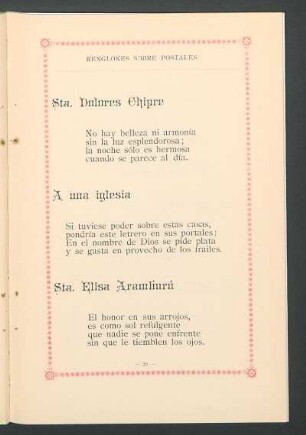 RENGLONES SOBRE POSTALES
Sta. Dolores Chipre
No hay belleza ni armonía
sin la luz esplendorosa;
la noche sólo es hermosa
cuando se parece al día.
A una iglesia
Si tuviese poder sobre estas casas,
pondría este letrero en sus portales:
En el nombre de Dios se pide plata
y se gasta en provecho de los frailes.
Sta. Elisa Aramburú
El honor en sus arrojos,
es como sol refulgente
que nadie se pone enfrente
sin que le tiemblen los ojos.